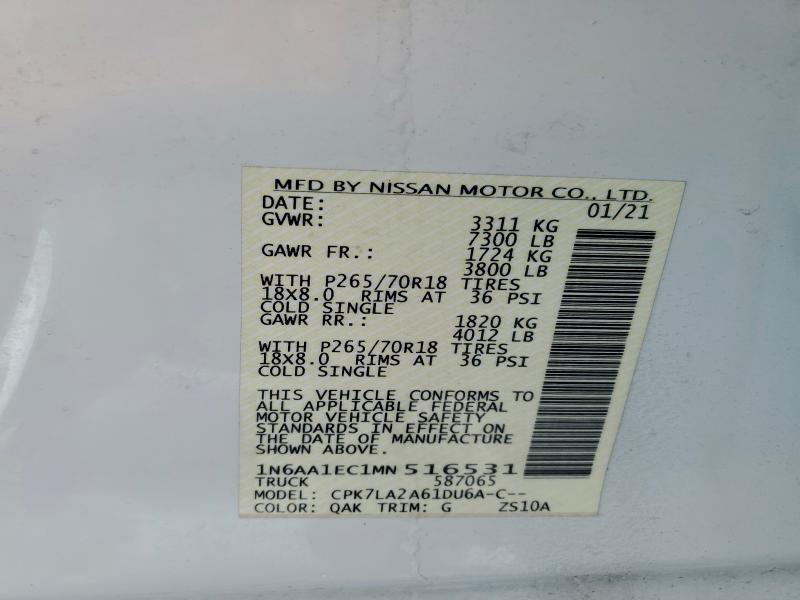 MFD BY NISSAN MOTOR CO., LTD.
DATE: 01/21
GVWR: 3311 KG
7300 LB
GAWR FR.: 1724 KG
3800 LB
WITH P265/70R18 TIRES
18X8.0 RIMS AT 36 PSI
COLD SINGLE
GAWR RR.: 1820 KG
4012 LB
WITH P265/70R18 TIRES
18X8.0 RIMS AT 36 PSI
COLD SINGLE
THIS VEHICLE CONFORMS TO
ALL APPLICABLE FEDERAL
MOTOR VEHICLE SAFETY
STANDARDS IN EFFECT ON
THE DATE OF MANUFACTURE
SHOWN ABOVE.
1N6AA1EC1MN 516531
TRUCK 587065
MODEL: CPK7LA2A61DU6A-C--
COLOR: QAK TRIM: G ZS10A